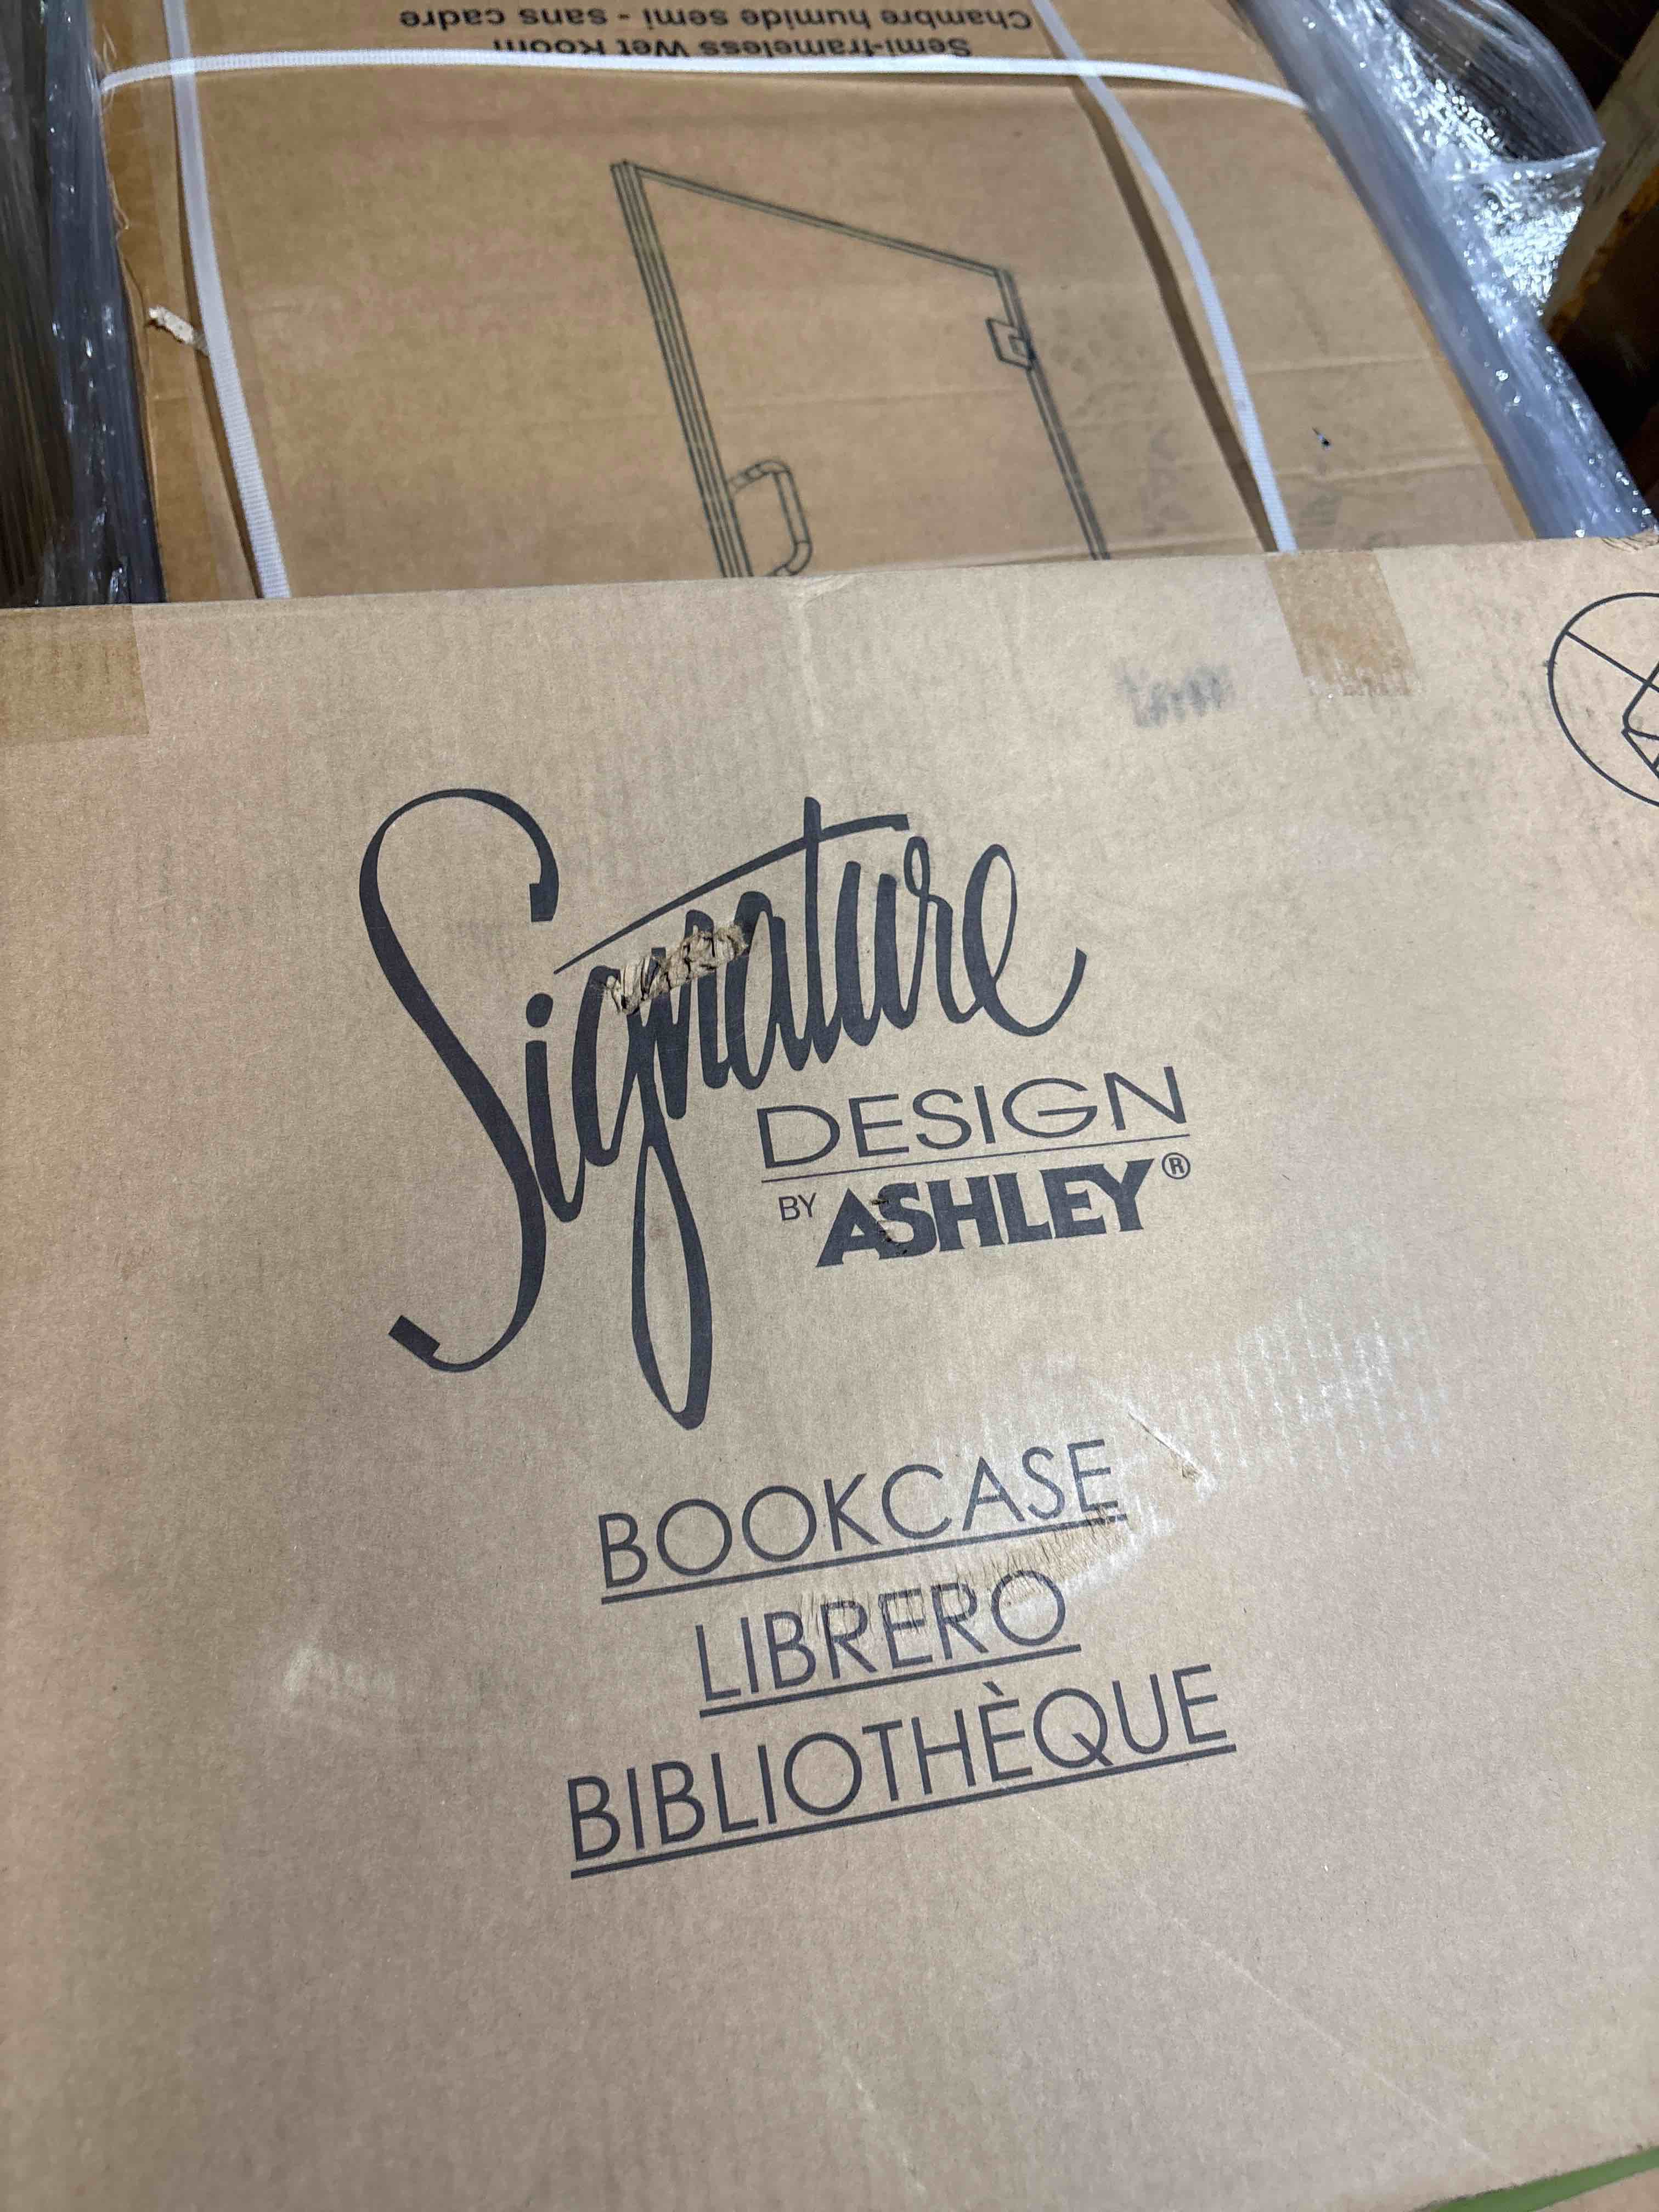 Chambre humide semi - sans cadre
Semi-frameless Wet Room
Signature
DESIGN
BY ASHLEY®
BOOKCASE
LIBRERO
BIBLIOTHÈQUE